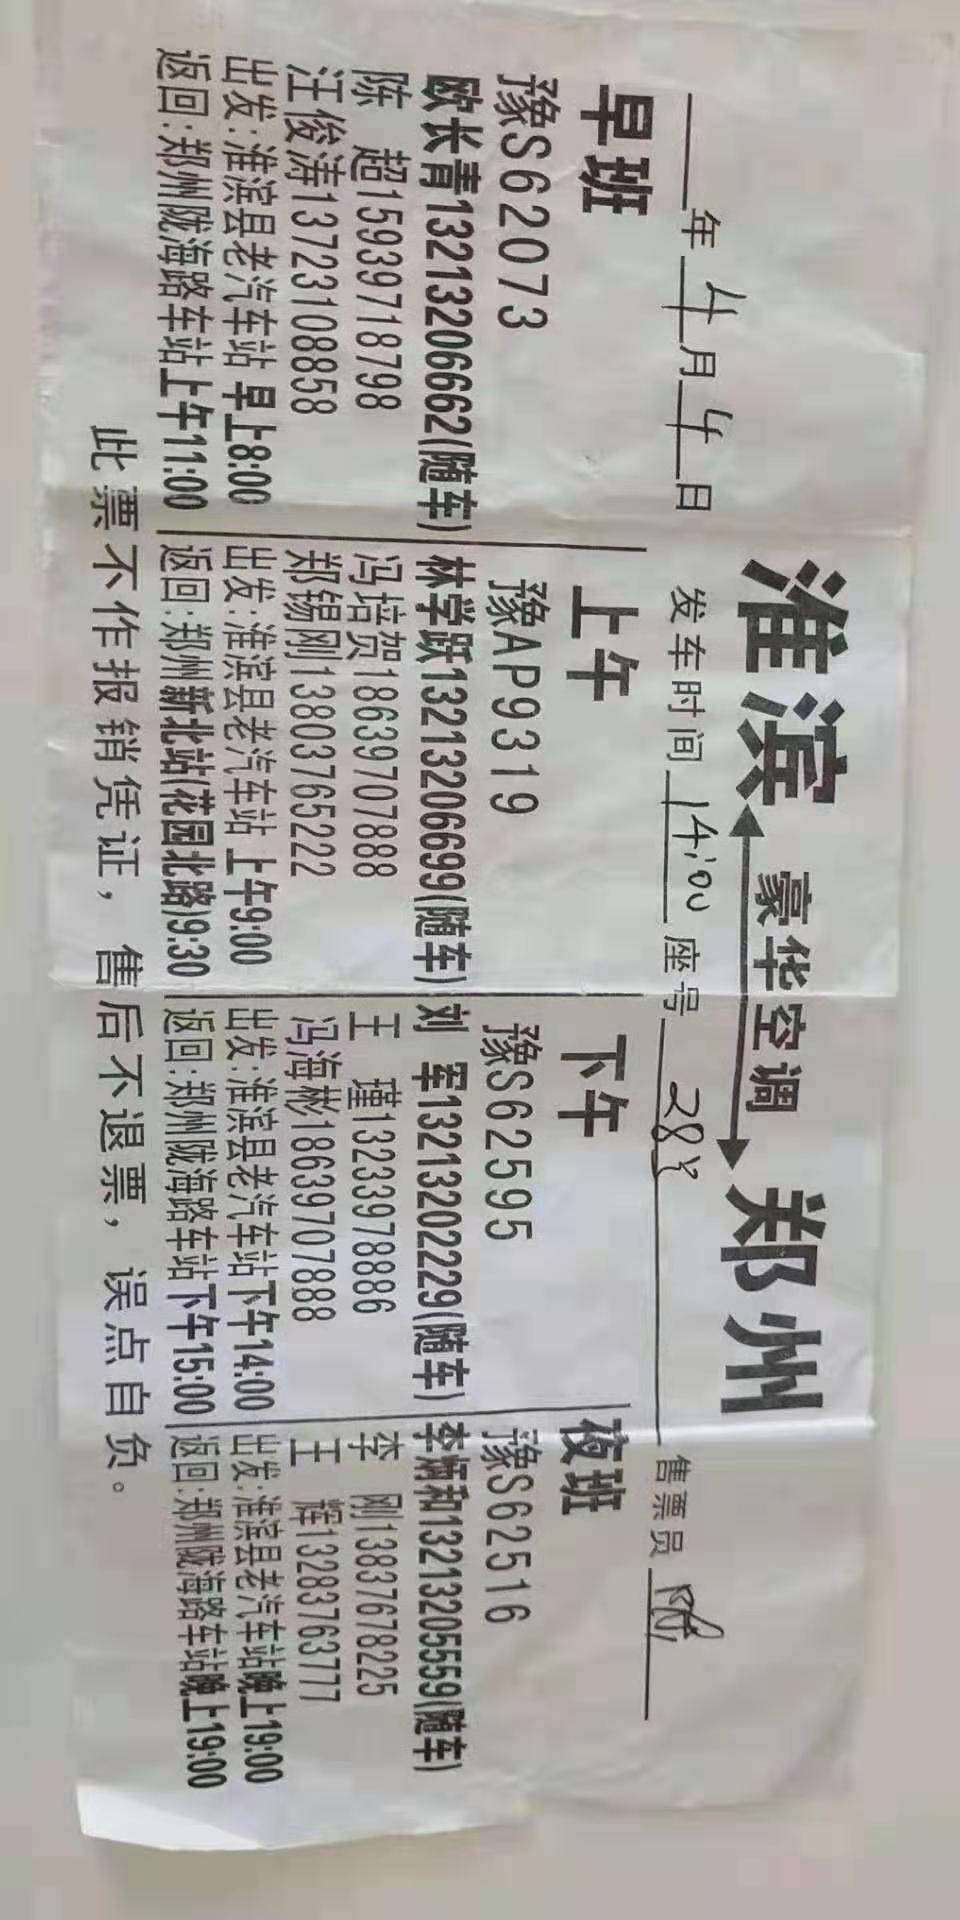 淮滨 豪华空调 郑州
年4月4日 发车时间14:00 座号28 售票员
早班
豫S62073
欧长青13213206662(随车)
陈 超15939718798
汪俊涛13723108858
出发:淮滨县老汽车站 早上8:00
返回:郑州陇海路车站上午11:00
上午
豫AP9319
林学跃13213206699(随车)
冯培贺18639707888
郑锡刚13803765222
出发:淮滨县老汽车站 上午9:00
返回:郑州新北站(花园北路)9:30
下午
豫S62595
刘 军13213202229(随车)
王 瑾13233978886
冯海彬18639707888
出发:淮滨县老汽车站下午14:00
返回:郑州陇海路车站下午15:00
夜班
豫S62516
李炳和13213205559(随车)
李 刚13837678225
王 辉13283763777
出发:淮滨县老汽车站晚上19:00
返回:郑州陇海路车站晚上19:00
此票不作报销凭证，售后不退票，误点自负。